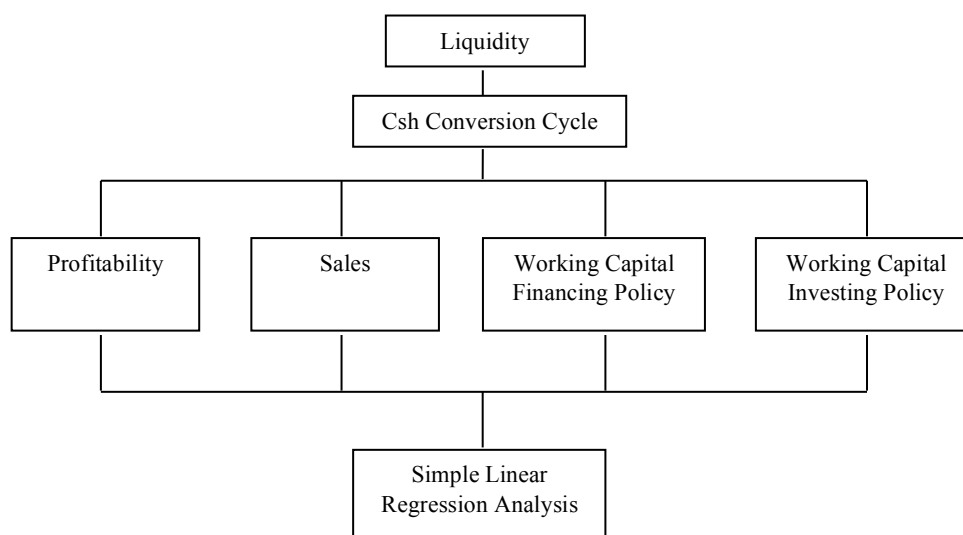 Liquidity
Csh Conversion Cycle
Profitability
Sales
Working Capital
Financing Policy
Working Capital
Investing Policy
Simple Linear
Regression Analysis